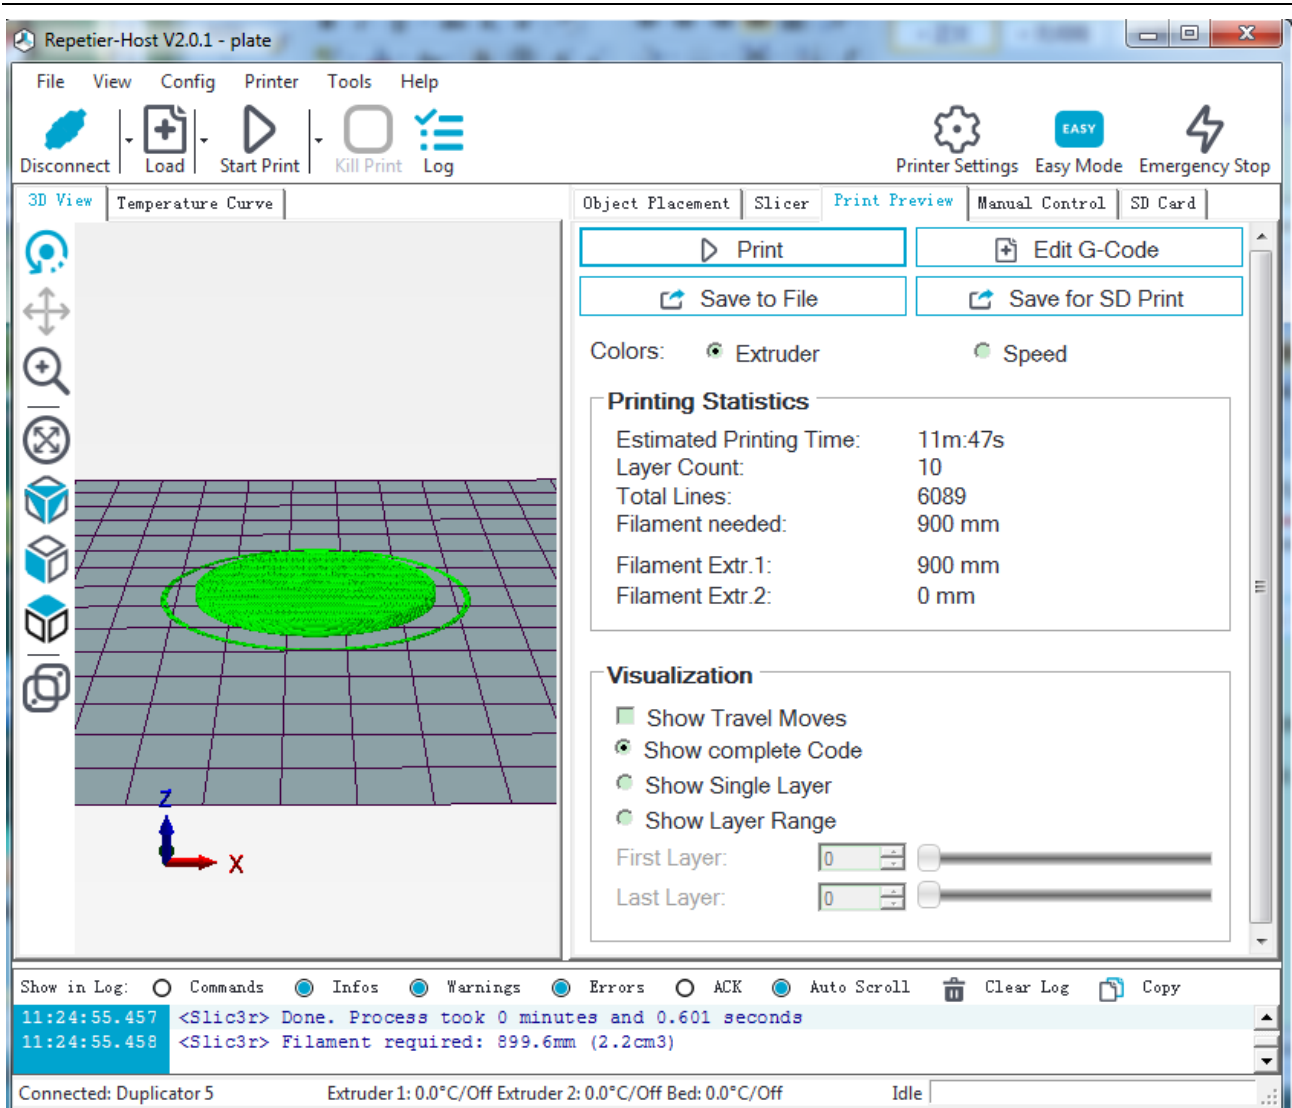 Repetier-Host V2.0.1 - plate
File View Config Printer Tools Help
Disconnect Load Start Print Kill Print Log Printer Settings EASY Easy Mode Emergency Stop
3D View Temperature Curve Object Placement Slicer Print Preview Manual Control SD Card
Print Edit G-Code
Save to File Save for SD Print
Colors: Extruder Speed
Printing Statistics
Estimated Printing Time: 11m:47s
Layer Count: 10
Total Lines: 6089
Filament needed: 900 mm
Filament Extr.1: 900 mm
Filament Extr.2: 0 mm
Visualization
Show Travel Moves
Show complete Code
Show Single Layer
Show Layer Range
First Layer: 0
Last Layer: 0
Z
X
Show in Log: Commands Infos Warnings Errors ACK Auto Scroll Clear Log Copy
11:24:55.457 <Slic3r> Done. Process took 0 minutes and 0.601 seconds
11:24:55.458 <Slic3r> Filament required: 899.6mm (2.2cm3)
Connected: Duplicator 5 Extruder 1: 0.0°C/Off Extruder 2: 0.0°C/Off Bed: 0.0°C/Off Idle